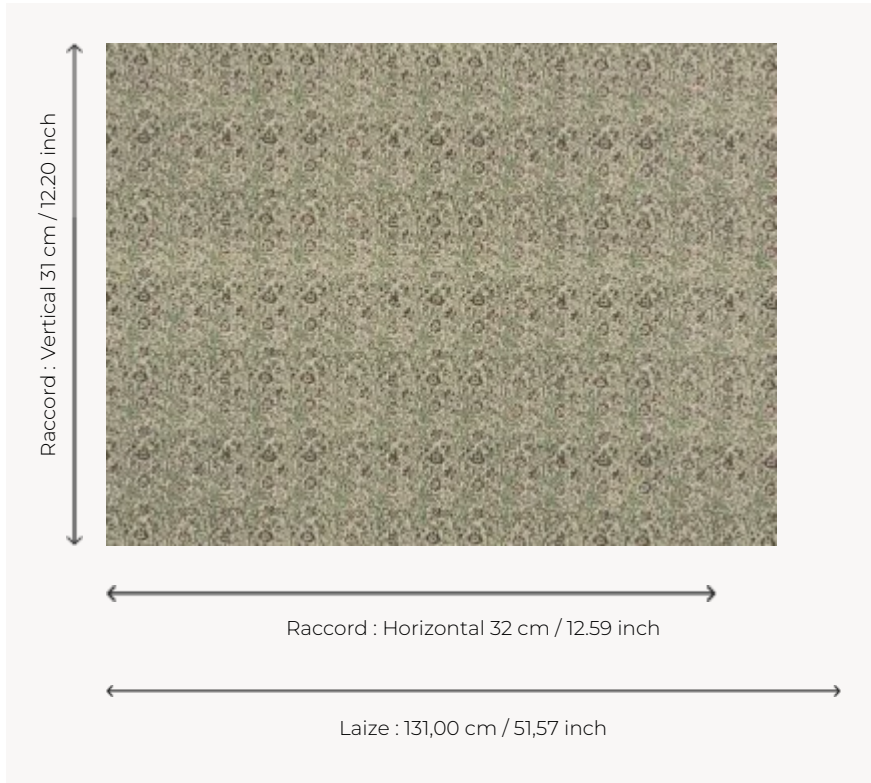 Raccord : Vertical 31 cm / 12.20 inch
Raccord : Horizontal 32 cm / 12.59 inch
Laize : 131,00 cm / 51,57 inch